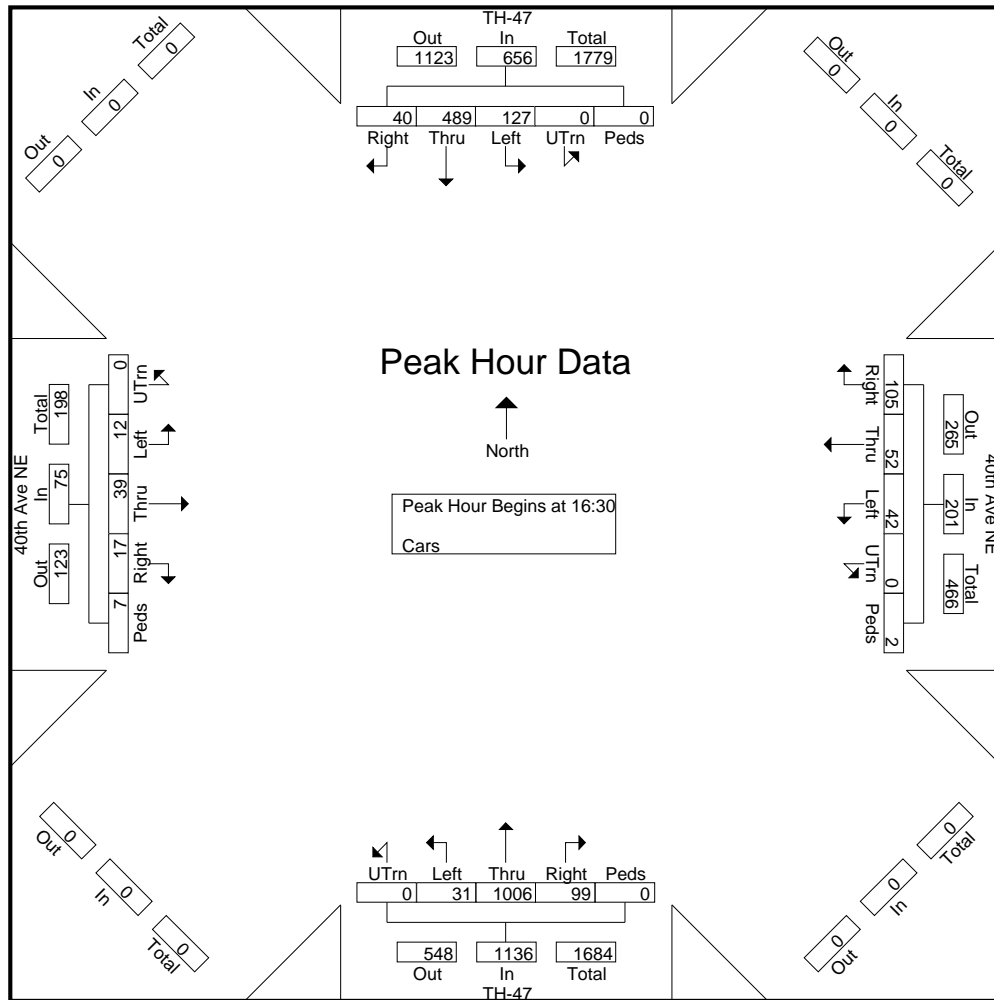 TH-47
Out In Total
1123 656 1779
40 489 127 0 0
Right Thru Left UTrn Peds
Total
0
In
0
Out
0
Out
0
In
0
Total
0
40th Ave NE
Total In Out
198 75 123
0 12 39 17 7
UTrn Left Thru Right Peds
Peak Hour Data
North
Peak Hour Begins at 16:30
Cars
Right Thru Left UTrn Peds
105 52 42 0 2
Out In Total
265 201 466
40th Ave NE
Out
0
In
0
Total
0
UTrn Left Thru Right Peds
0 31 1006 99 0
548 1136 1684
Out In Total
TH-47
Total
0
In
0
Out
0